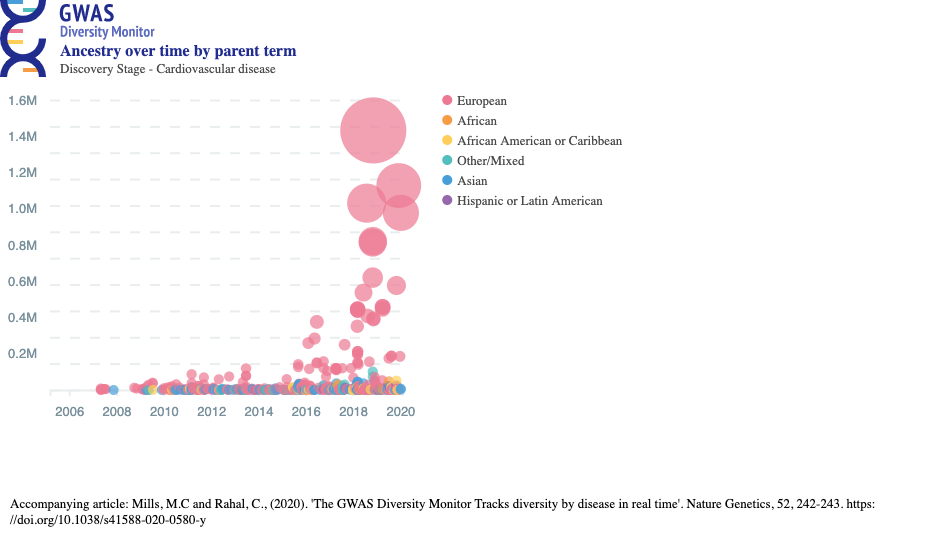 GWAS
Diversity Monitor
Ancestry over time by parent term
Discovery Stage - Cardiovascular disease
1.6M
1.4M
1.2M
1.0M
0.8M
0.6M
0.4M
0.2M
2006 2008 2010 2012 2014 2016 2018 2020
European
African
African American or Caribbean
Other/Mixed
Asian
Hispanic or Latin American
Accompanying article: Mills, M.C and Rahal, C., (2020). 'The GWAS Diversity Monitor Tracks diversity by disease in real time'. Nature Genetics, 52, 242-243. https:
//doi.org/10.1038/s41588-020-0580-y